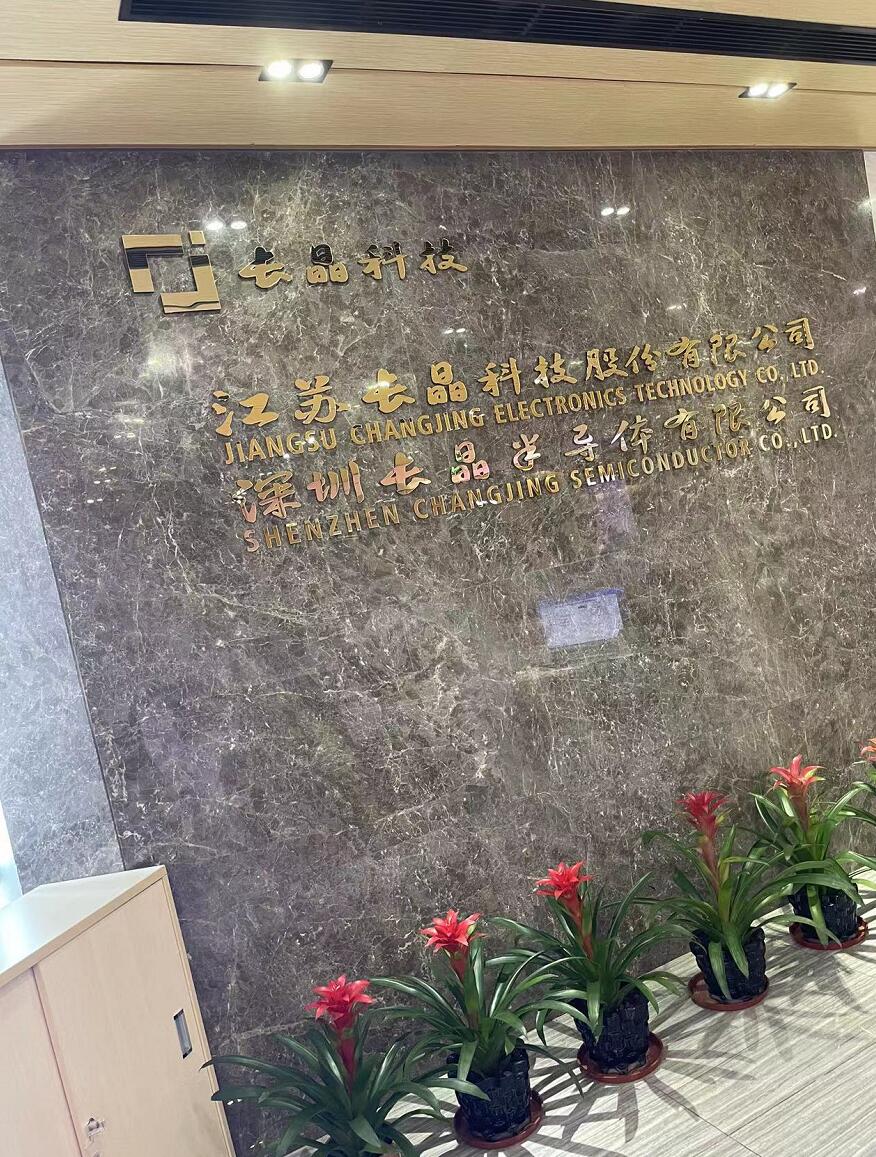 长晶科技
江苏长晶科技股份有限公司
JIANGSU CHANGJING ELECTRONICS TECHNOLOGY CO., LTD.
深圳长晶半导体有限公司
SHENZHEN CHANGJING SEMICONDUCTOR CO.,LTD.